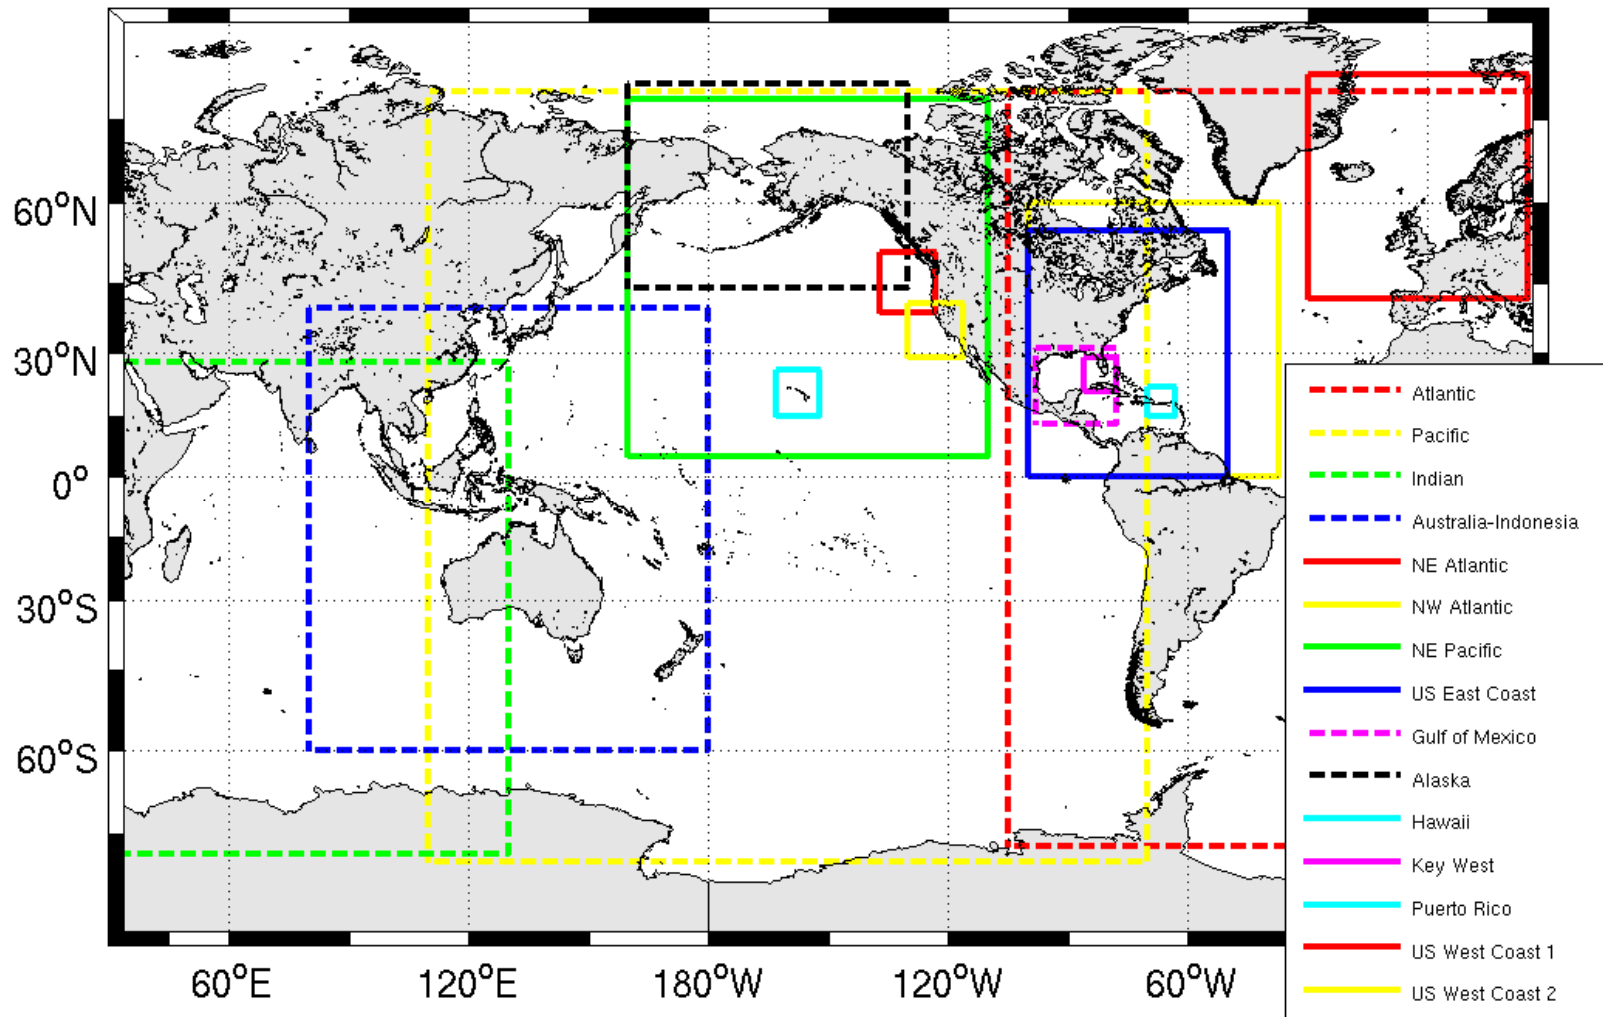 60°N
30°N
0°
30°S
60°S
60°E
120°E
180°W
120°W
60°W
Atlantic
Pacific
Indian
Australia-Indonesia
NE Atlantic
NW Atlantic
NE Pacific
US East Coast
Gulf of Mexico
Alaska
Hawaii
Key West
Puerto Rico
US West Coast 1
US West Coast 2